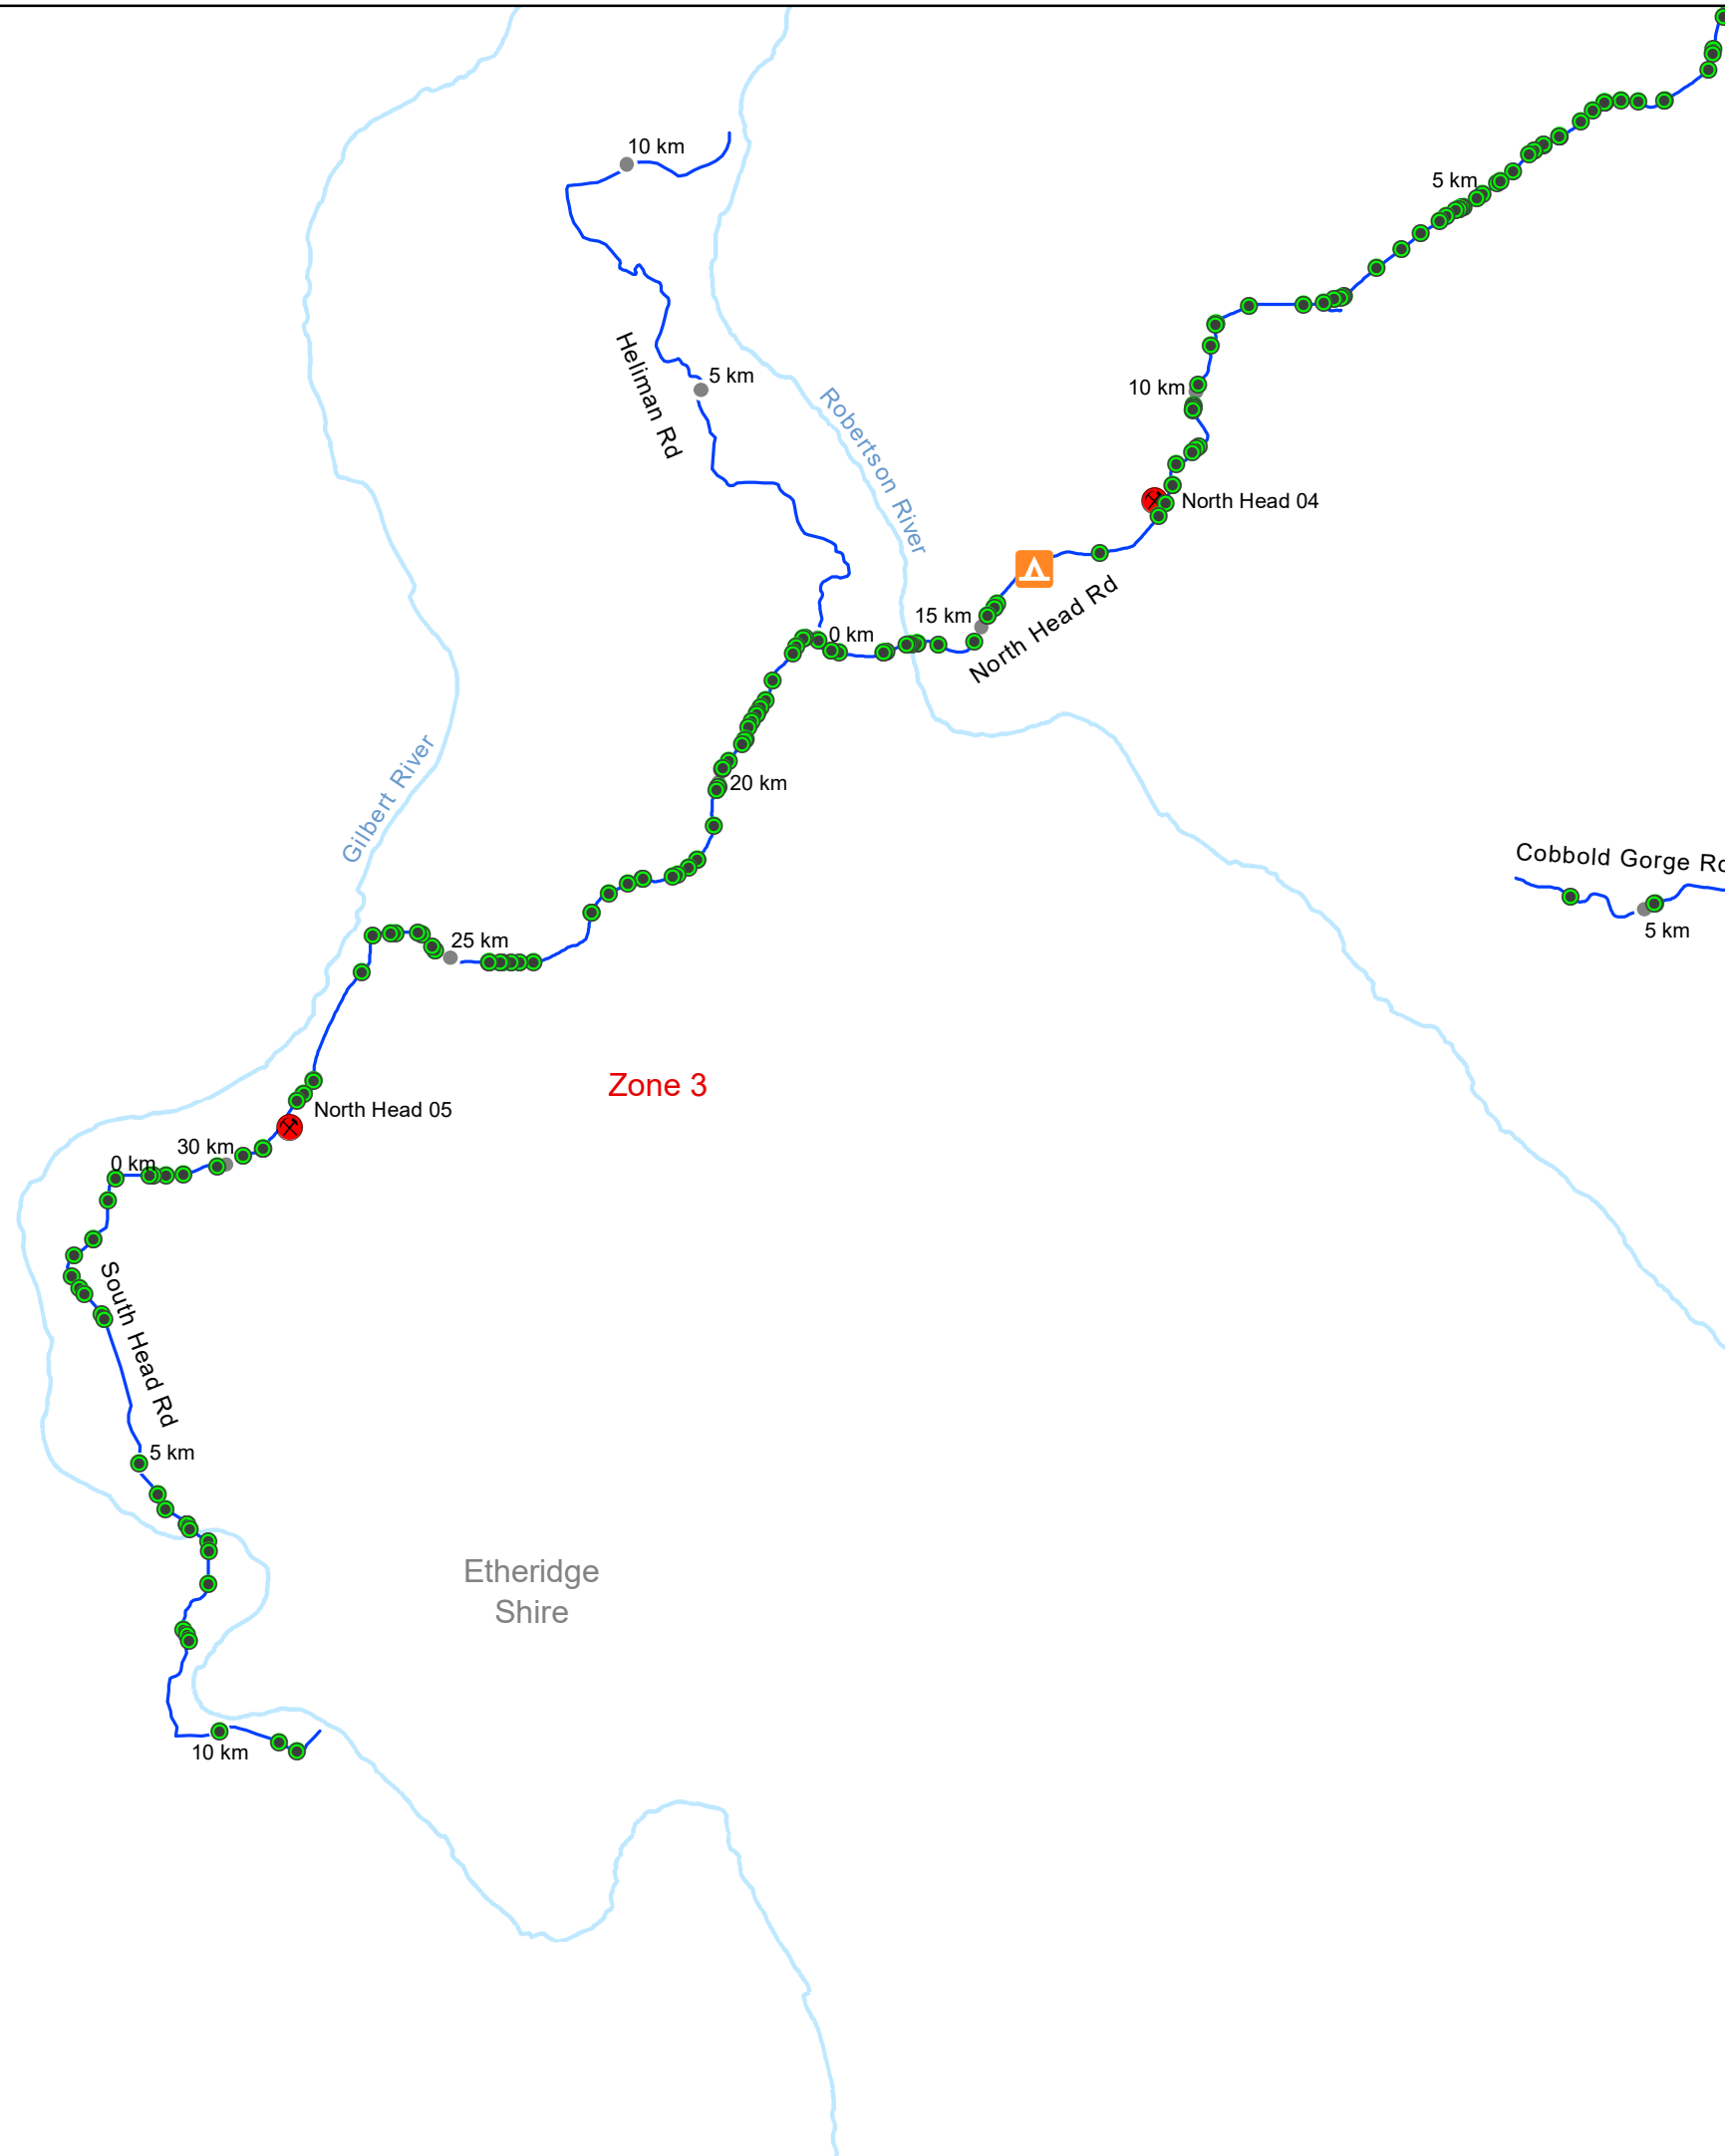 10 km
5 km
Heliman Rd
5 km
Robertson River
10 km
North Head 04
15 km
North Head Rd
0 km
Gilbert River
20 km
Cobbold Gorge
5 km
25 km
Zone 3
North Head 05
30 km
0 km
South Head Rd
5 km
Etheridge
Shire
10 km